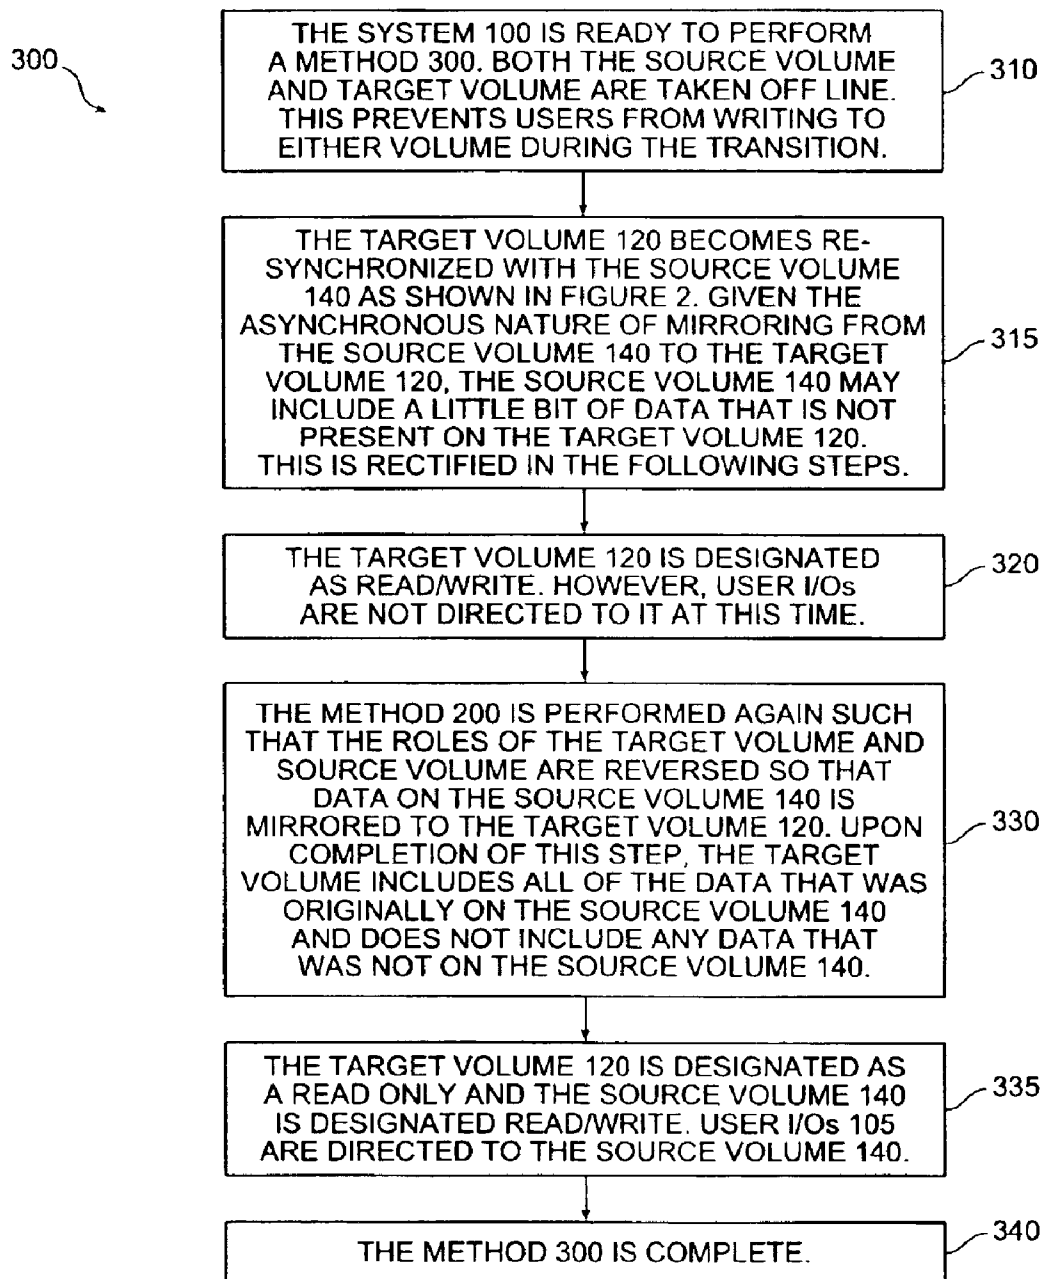 300
THE SYSTEM 100 IS READY TO PERFORM
A METHOD 300. BOTH THE SOURCE VOLUME
AND TARGET VOLUME ARE TAKEN OFF LINE.
THIS PREVENTS USERS FROM WRITING TO
EITHER VOLUME DURING THE TRANSITION.
310
THE TARGET VOLUME 120 BECOMES RE-
SYNCHRONIZED WITH THE SOURCE VOLUME
140 AS SHOWN IN FIGURE 2. GIVEN THE
ASYNCHRONOUS NATURE OF MIRRORING FROM
THE SOURCE VOLUME 140 TO THE TARGET
VOLUME 120, THE SOURCE VOLUME 140 MAY
INCLUDE A LITTLE BIT OF DATA THAT IS NOT
PRESENT ON THE TARGET VOLUME 120.
THIS IS RECTIFIED IN THE FOLLOWING STEPS.
315
THE TARGET VOLUME 120 IS DESIGNATED
AS READ/WRITE. HOWEVER, USER I/Os
ARE NOT DIRECTED TO IT AT THIS TIME.
320
THE METHOD 200 IS PERFORMED AGAIN SUCH
THAT THE ROLES OF THE TARGET VOLUME AND
SOURCE VOLUME ARE REVERSED SO THAT
DATA ON THE SOURCE VOLUME 140 IS
MIRRORED TO THE TARGET VOLUME 120. UPON
COMPLETION OF THIS STEP, THE TARGET
VOLUME INCLUDES ALL OF THE DATA THAT WAS
ORIGINALLY ON THE SOURCE VOLUME 140
AND DOES NOT INCLUDE ANY DATA THAT
WAS NOT ON THE SOURCE VOLUME 140.
330
THE TARGET VOLUME 120 IS DESIGNATED AS
A READ ONLY AND THE SOURCE VOLUME 140
IS DESIGNATED READ/WRITE. USER I/Os 105
ARE DIRECTED TO THE SOURCE VOLUME 140.
335
THE METHOD 300 IS COMPLETE.
340